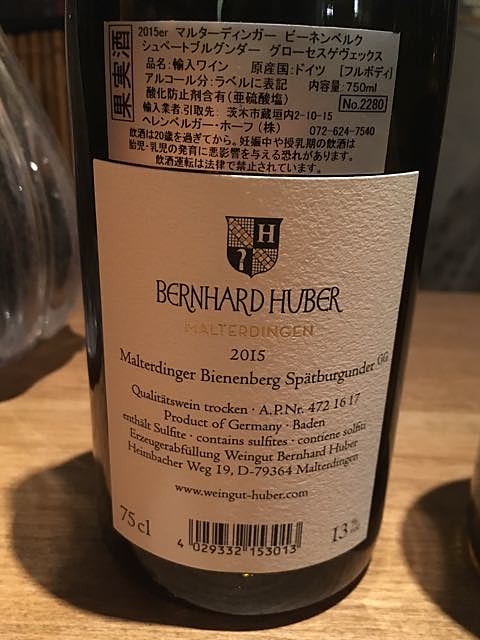 果実酒
2015er マルターディンガー ビーネンベルク
シュペートブルグンダー グローセスゲヴェックス
品名:輸入ワイン 原産国:ドイツ [フルボディ]
アルコール分:ラベルに表記 内容量:750ml
酸化防止剤含有(亜硫酸塩) No.2280
輸入業者:引取先: 茨木市蔵垣内2-10-15
ヘレンベルガー・ホーフ(株) 072-624-7540
飲酒は20歳を過ぎてから。妊娠中や授乳期の飲酒は
胎児・乳児の発育に悪影響を与える恐れがあります。
飲酒運転は法律で禁止されています。
H
BERNHARD HUBER
MALTERDINGEN
2015
Malterdinger Bienenberg Spätburgunder GG
Qualitätswein trocken · A.P.Nr. 472 16 17
Product of Germany · Baden
enthält Sulfite · contains sulfites · contiene solfiti
Erzeugerabfüllung Weingut Bernhard Huber
Heimbacher Weg 19, D-79364 Malterdingen
www.weingut-huber.com
75cl
4 029332 153013
13 % vol